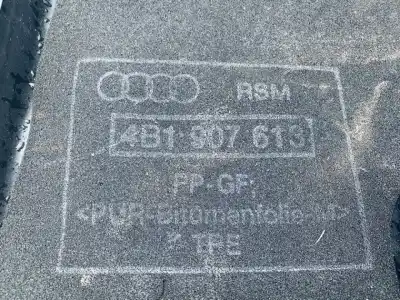 RSM
4B1 907 613
PP-GF
<PUR-Bitumenfolie-M>
TPE